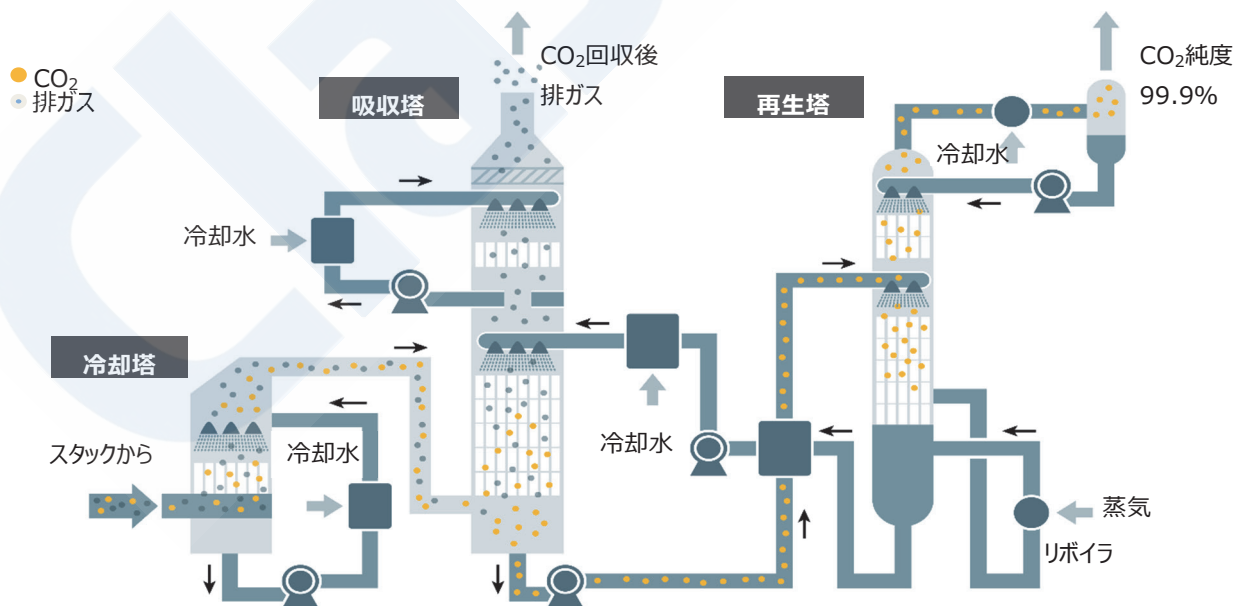 CO₂
排ガス
吸収塔
CO₂回収後
排ガス
再生塔
CO₂純度
99.9%
冷却水
冷却水
冷却塔
スタックから
冷却水
冷却水
蒸気
リボイラ